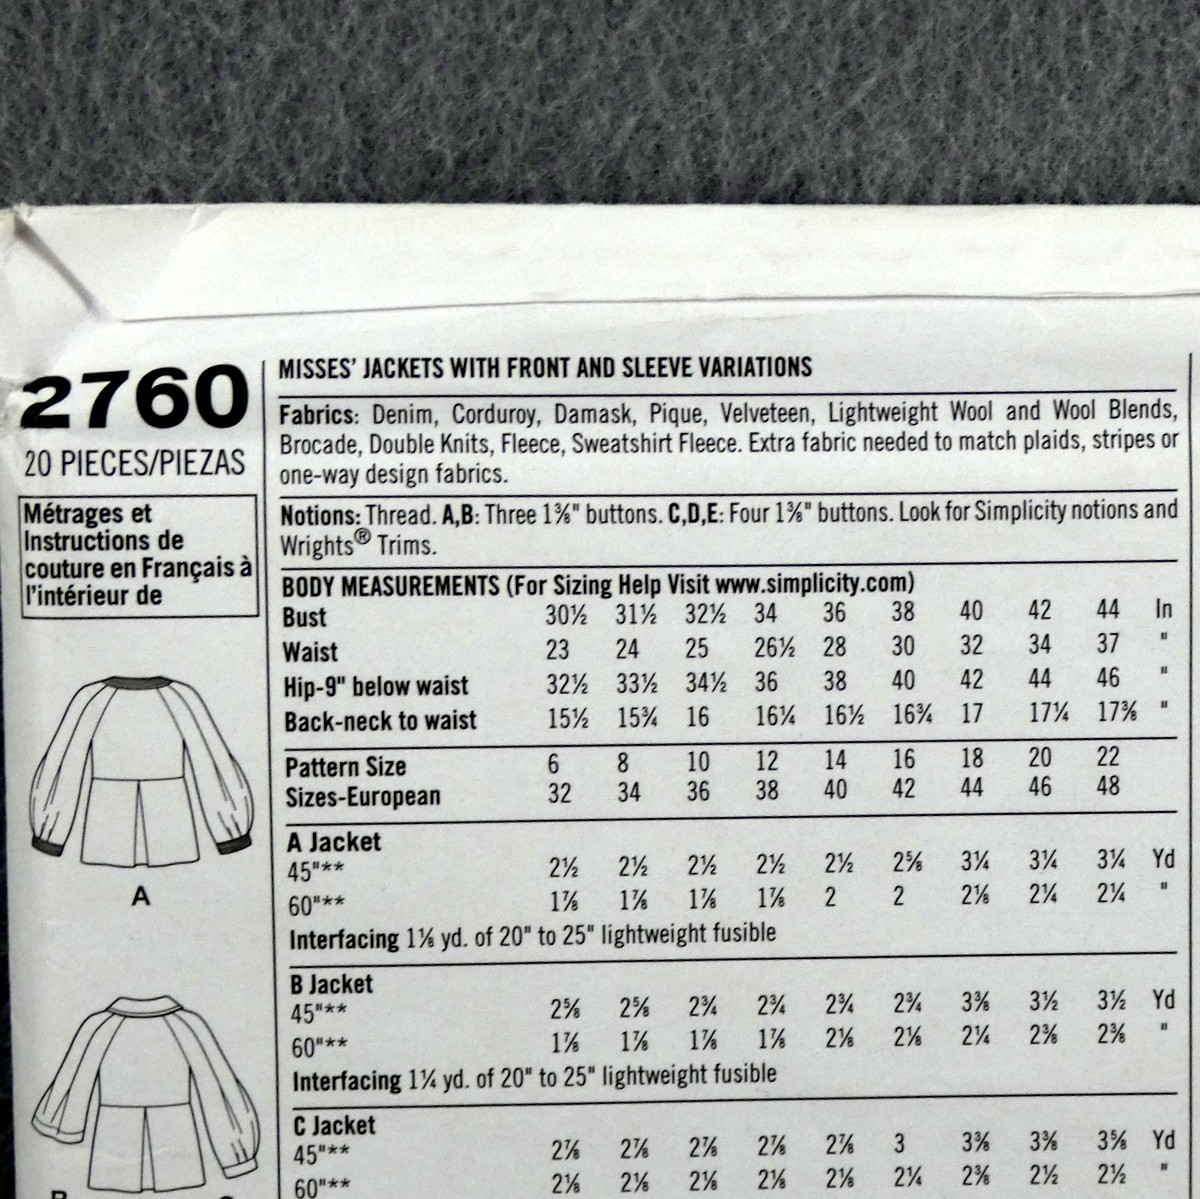 2760
20 PIECES/PIEZAS
Métrages et
Instructions de
couture en Français à
l'intérieur de
A
MISSES' JACKETS WITH FRONT AND SLEEVE VARIATIONS
Fabrics: Denim, Corduroy, Damask, Pique, Velveteen, Lightweight Wool and Wool Blends,
Brocade, Double Knits, Fleece, Sweatshirt Fleece. Extra fabric needed to match plaids, stripes or
one-way design fabrics.
Notions: Thread. A,B: Three 1⅜" buttons. C,D,E: Four 1⅜" buttons. Look for Simplicity notions and
Wrights® Trims.
BODY MEASUREMENTS (For Sizing Help Visit www.simplicity.com)
Bust 30½ 31½ 32½ 34 36 38 40 42 44 In
Waist 23 24 25 26½ 28 30 32 34 37 "
Hip-9" below waist 32½ 33½ 34½ 36 38 40 42 44 46 "
Back-neck to waist 15½ 15¾ 16 16¼ 16½ 16¾ 17 17¼ 17⅜ "
Pattern Size 6 8 10 12 14 16 18 20 22
Sizes-European 32 34 36 38 40 42 44 46 48
A Jacket
45"** 2½ 2½ 2½ 2½ 2½ 2⅝ 3¼ 3¼ 3¼ Yd
60"** 1⅞ 1⅞ 1⅞ 1⅞ 2 2 2⅛ 2¼ 2¼ "
Interfacing 1⅛ yd. of 20" to 25" lightweight fusible
B Jacket
45"** 2⅝ 2⅝ 2¾ 2¾ 2¾ 2¾ 3⅜ 3½ 3½ Yd
60"** 1⅞ 1⅞ 1⅞ 1⅞ 2⅛ 2⅛ 2¼ 2⅜ 2⅜ "
Interfacing 1¼ yd. of 20" to 25" lightweight fusible
C Jacket
45"** 2⅞ 2⅞ 2⅞ 2⅞ 2⅞ 3 3⅜ 3⅜ 3⅝ Yd
60"** 2⅛ 2⅛ 2⅛ 2⅛ 2⅛ 2¼ 2⅜ 2½ 2½ "